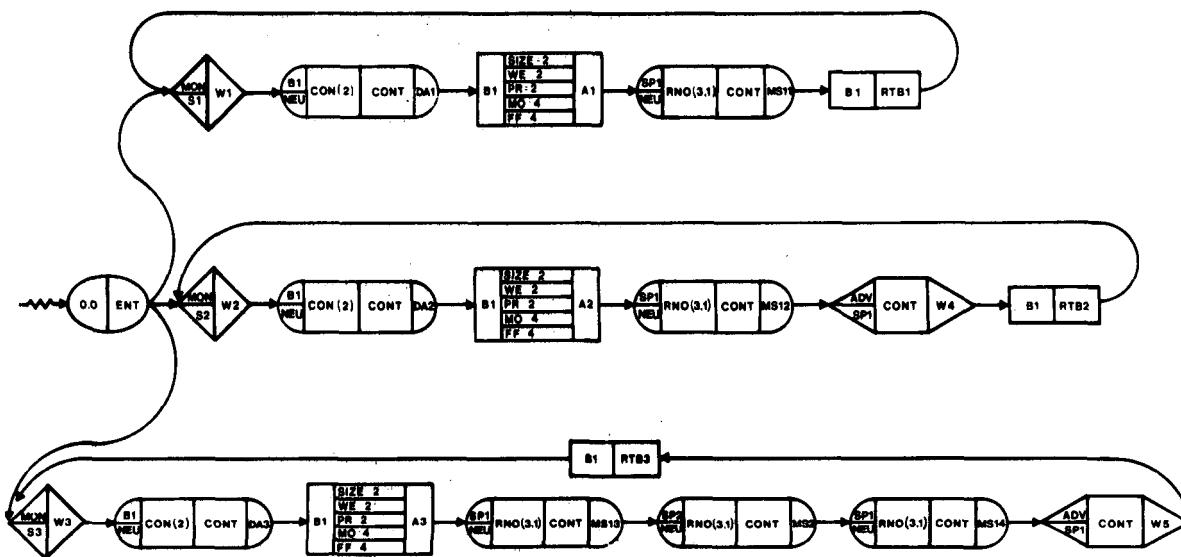 MON S1 W1
B1 NEU CON(2) CONT DA1
B1 SIZE 2 WE 2 PR 2 MO 4 FF 4 A1
SP1 NEU RNO(3.1) CONT MS11
B1 RTB1
0.0 ENT
MON S2 W2
B1 NEU CON(2) CONT DA2
B1 SIZE 2 WE 2 PR 2 MO 4 FF 4 A2
SP1 NEU RNO(3.1) CONT MS12
ADV SP1 CONT W4
B1 RTB2
B1 RTB3
MON S3 W3
B1 NEU CON(2) CONT DA3
B1 SIZE 2 WE 2 PR 2 MO 4 FF 4 A3
SP1 NEU RNO(3.1) CONT MS13
SP2 NEU RNO(3.1) CONT MS2
SP1 NEU RNO(3.1) CONT MS14
ADV SP1 CONT W5